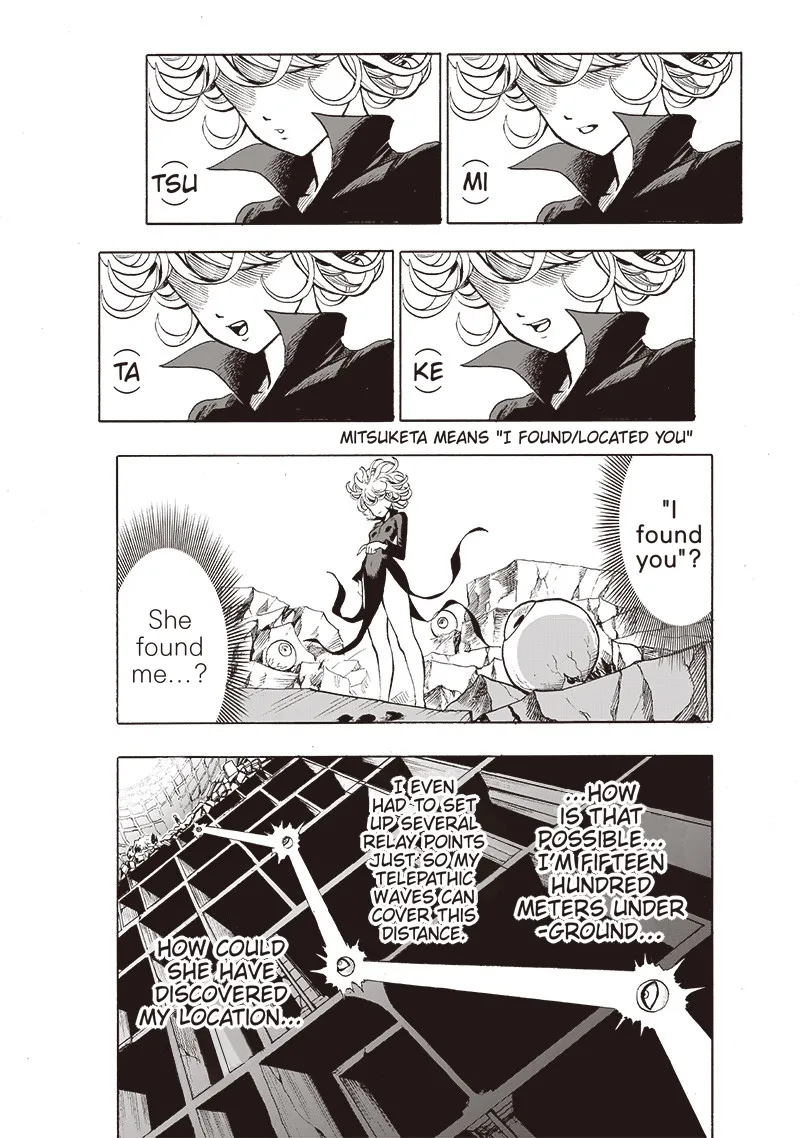 MI
TSU
KE
TA
MITSUKETA MEANS "I FOUND/LOCATED YOU"
"I
found
you"?
She
found
me...?
...HOW
IS THAT
POSSIBLE...
I'M FIFTEEN
HUNDRED
METERS UNDER
-GROUND...
I EVEN
HAD TO SET
UP SEVERAL
RELAY POINTS
JUST SO MY
TELEPATHIC
WAVES CAN
COVER THIS
DISTANCE.
HOW COULD
SHE HAVE
DISCOVERED
MY LOCATION...